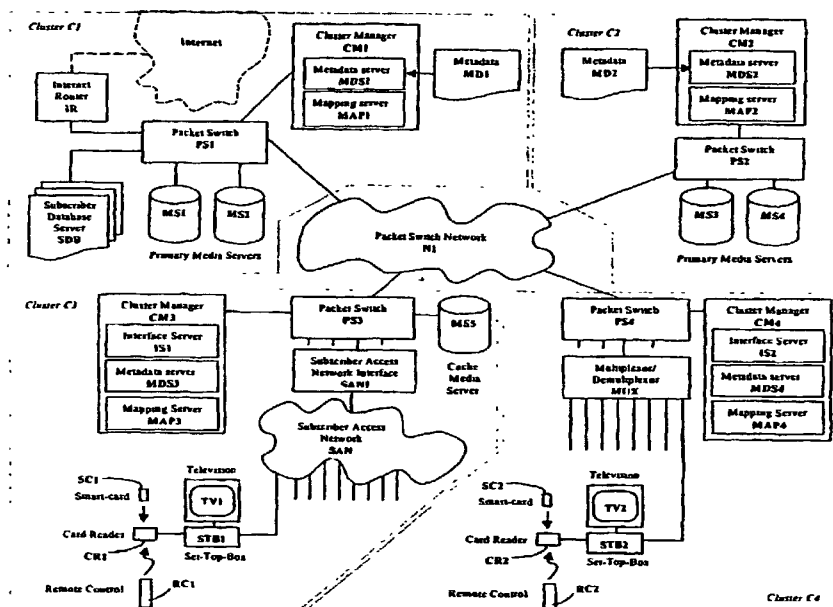 Cluster C1
Internet
Cluster Manager
CM1
Metadata server
MDS1
Mapping server
MAP1
Metadata
MD1
Internet
Router
IR
Packet Switch
PS1
Subscriber
Database
Server
SDB
MS1
MS2
Primary Media Servers
Cluster C2
Metadata
MD2
Cluster Manager
CM2
Metadata server
MDS2
Mapping server
MAP2
Packet Switch
PS2
MS3
MS4
Primary Media Servers
Packet Switch Network
N1
Cluster C3
Cluster Manager
CM3
Interface Server
IS1
Metadata server
MDS3
Mapping Server
MAP3
Packet Switch
PS3
MS5
Cache
Media
Server
Subscriber Access
Network Interface
SANI
Subscriber Access
Network
SAN
SC1
Smart-card
Card Reader
CR1
Remote Control
RC1
Television
TV1
STB1
Set-Top-Box
Packet Switch
PS4
Cluster Manager
CM4
Interface Server
IS2
Metadata server
MDS4
Mapping Server
MAP4
Multiplexer/
Demultiplexer
MUX
SC2
Smart-card
Card Reader
CR2
Remote Control
RC2
Television
TV2
STB2
Set-Top-Box
Cluster C4